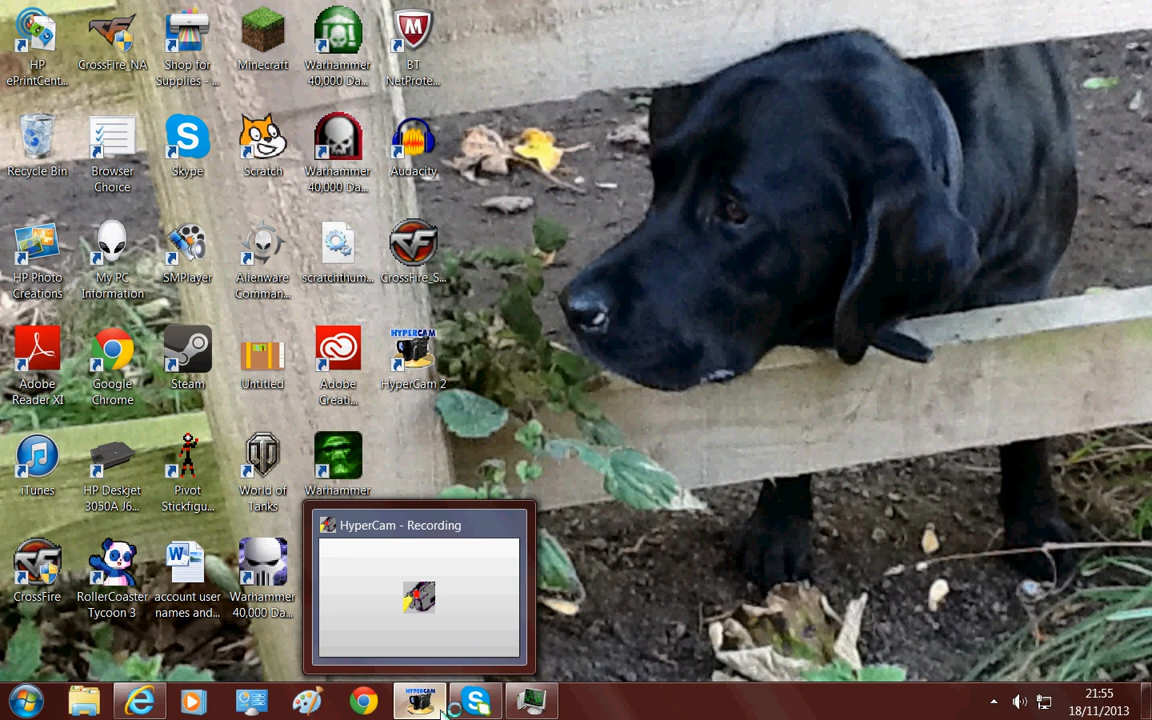 HP
ePrintCent...
CrossFire_NA
Shop for
Supplies - ...
Minecraft
Warhammer
40,000 Da...
BT
NetProte...
Recycle Bin
Browser
Choice
Skype
Scratch
Warhammer
40,000 Da...
Audacity
HP Photo
Creations
My PC
Information
SMPlayer
Alienware
Comman...
scratchthum...
CrossFire_S...
HYPERCAM
Adobe
Reader XI
Google
Chrome
Steam
Untitled
Adobe
Creati...
HyperCam 2
iTunes
HP Deskjet
3050A J6...
Pivot
Stickfigu...
World of
Tanks
Warhammer
HyperCam - Recording
CrossFire
RollerCoaster
Tycoon 3
account user
names and...
Warhammer
40,000 Da...
HYPERCAM
21:55
18/11/2013